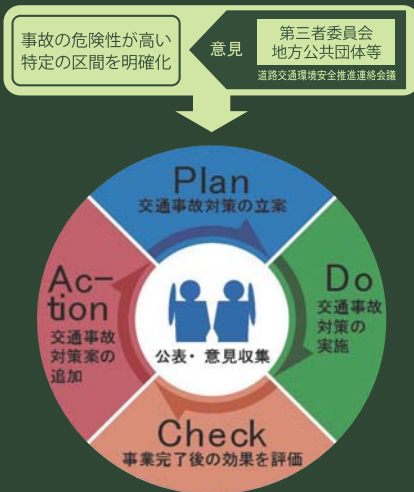 事故の危険性が高い
特定の区間を明確化
意見
第三者委員会
地方公共団体等
道路交通環境安全推進連絡会議
Plan
交通事故対策の立案
Do
交通事故
対策の
実施
Check
事業完了後の効果を評価
Ac-
tion
交通事故
対策案の
追加
公表・意見収集